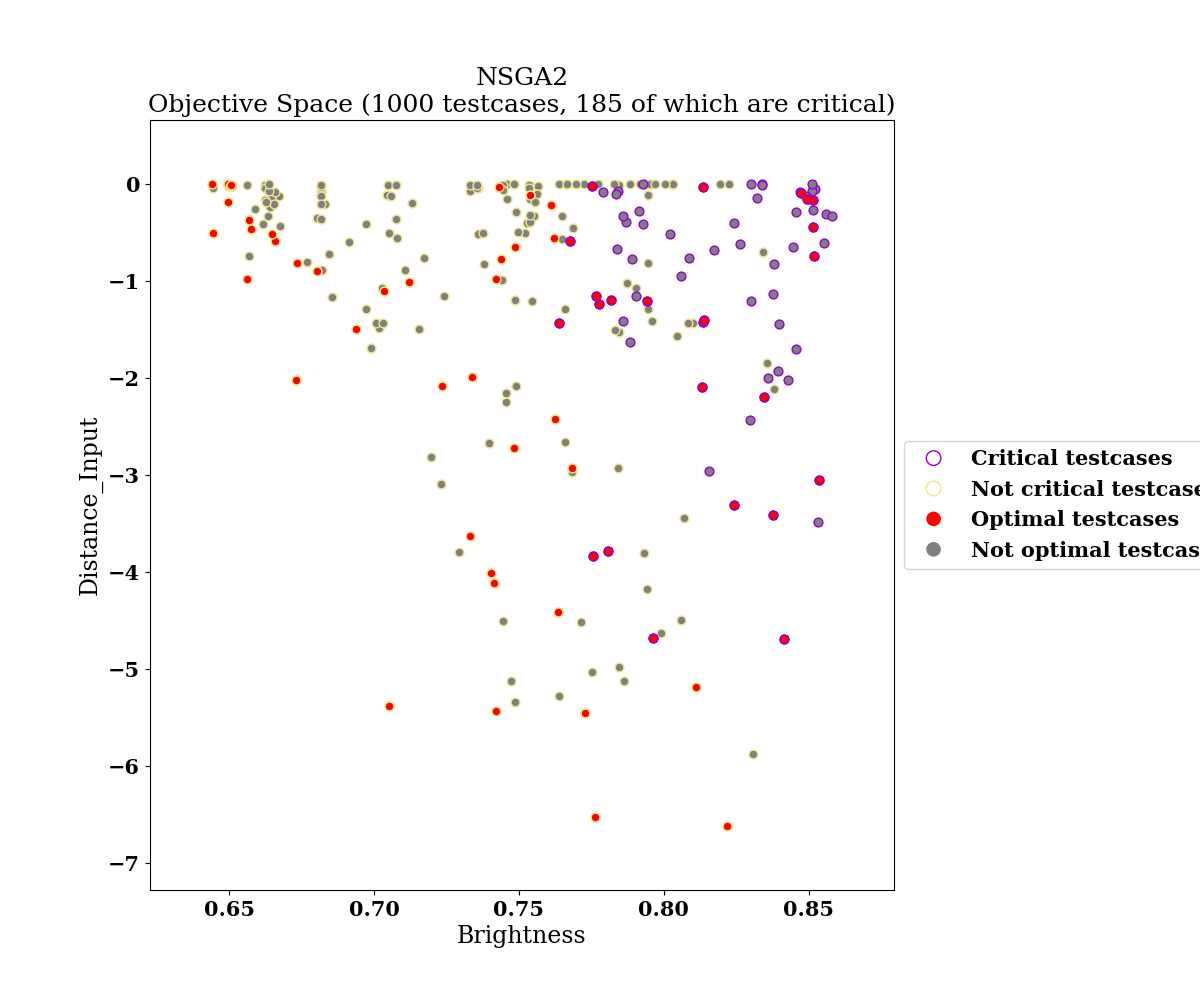 NSGA2
Objective Space (1000 testcases, 185 of which are critical)
0
−1
−2
−3
−4
−5
−6
−7
Distance_Input
0.65 0.70 0.75 0.80 0.85
Brightness
Critical testcases
Not critical testcase
Optimal testcases
Not optimal testcas